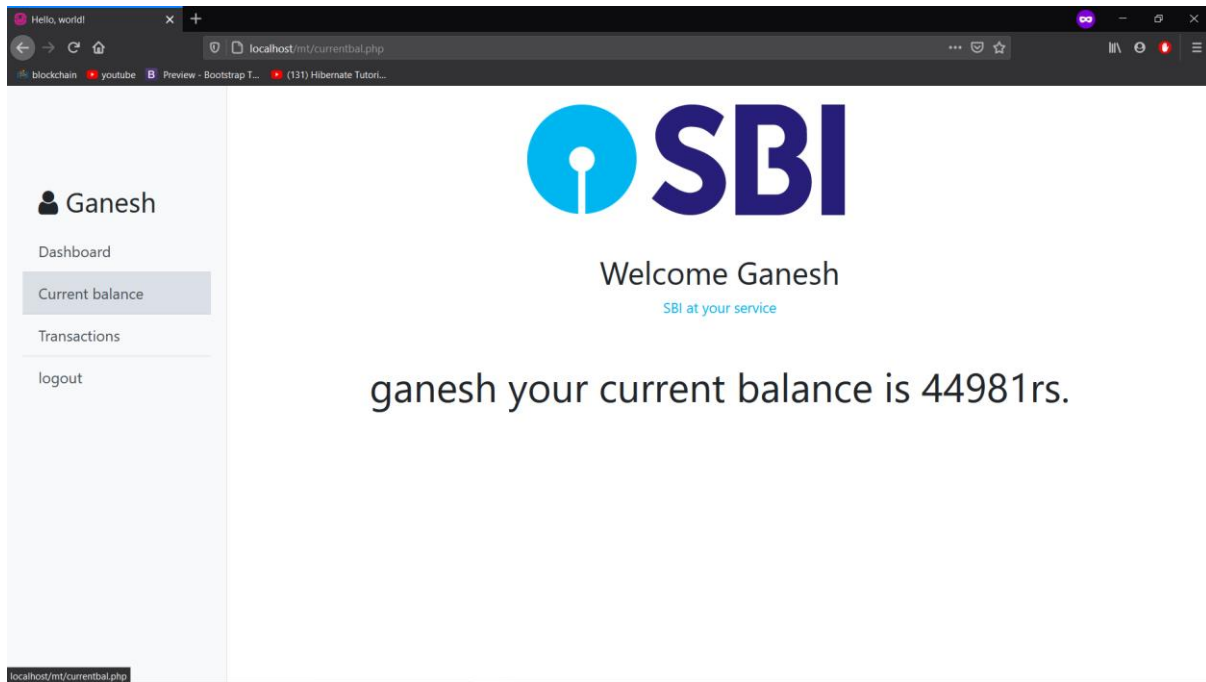 Hello, world!
localhost/mt/currentbal.php
blockchain youtube B Preview - Bootstrap T... (131) Hibernate Tutori...
SBI
Ganesh
Dashboard
Current balance
Transactions
logout
Welcome Ganesh
SBI at your service
ganesh your current balance is 44981rs.
localhost/mt/currentbal.php